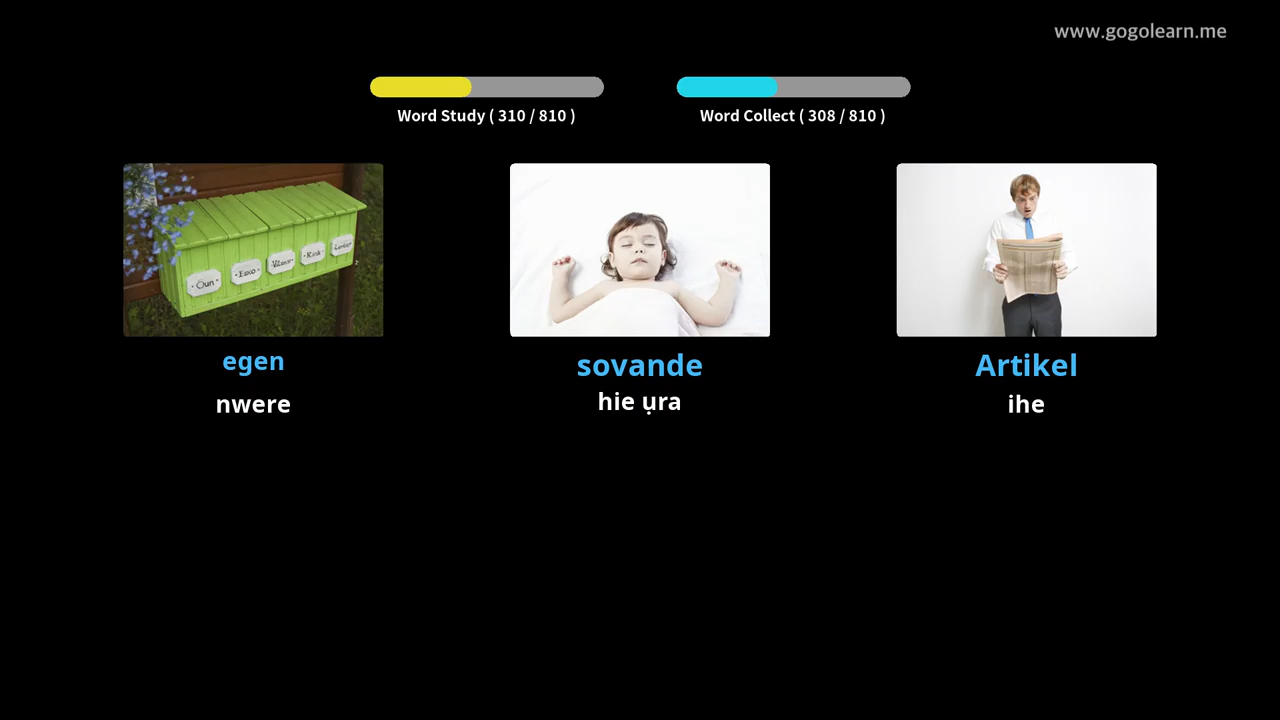 www.gogolearn.me
Word Study ( 310 / 810 )
Word Collect ( 308 / 810 )
egen
nwere
sovande
hie ụra
Artikel
ihe